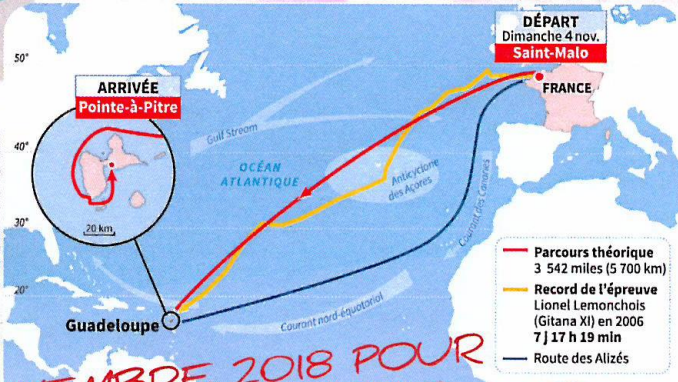 DÉPART
Dimanche 4 nov.
Saint-Malo
FRANCE
ARRIVÉE
Pointe-à-Pitre
50°
40°
30°
20°
Gulf Stream
OCÉAN
ATLANTIQUE
Anticyclone
des Açores
Courant des Canaries
20 km
Guadeloupe
Courant nord-équatorial
Parcours théorique
3 542 miles (5 700 km)
Record de l'épreuve
Lionel Lemonchois
(Gitana XI) en 2006
7 j 17 h 19 min
Route des Alizés
EMBRE 2018 POUR